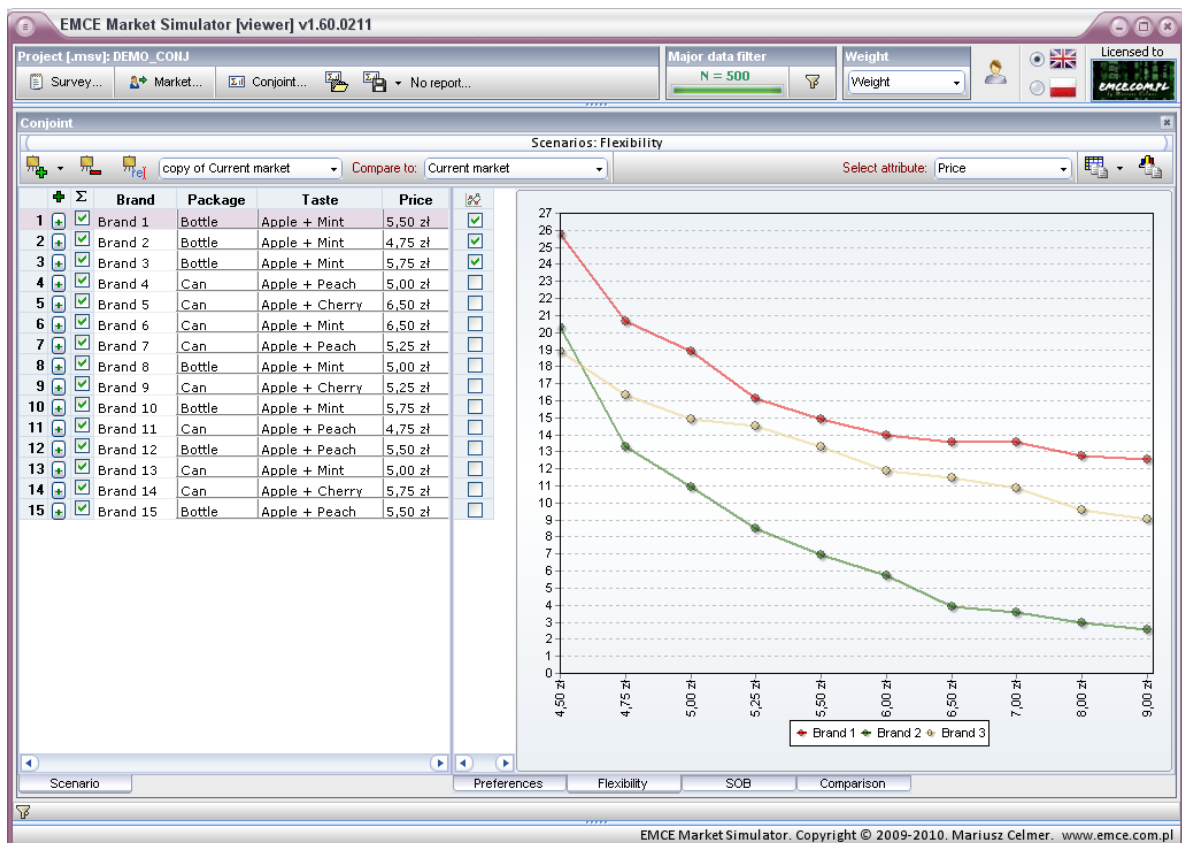 EMCE Market Simulator [viewer] v1.60.0211
Project [.msv]: DEMO_CONJ
Major data filter
Weight
Licensed to
Survey...
Market...
Conjoint...
No report...
N = 500
Weight
emce.com.pl
Conjoint
Scenarios: Flexibility
ref
copy of Current market
Compare to:
Current market
Select attribute:
Price
Σ Brand Package Taste Price
1 Brand 1 Bottle Apple + Mint 5,50 zł
2 Brand 2 Bottle Apple + Mint 4,75 zł
3 Brand 3 Bottle Apple + Mint 5,75 zł
4 Brand 4 Can Apple + Peach 5,00 zł
5 Brand 5 Can Apple + Cherry 6,50 zł
6 Brand 6 Can Apple + Mint 6,50 zł
7 Brand 7 Can Apple + Peach 5,25 zł
8 Brand 8 Bottle Apple + Mint 5,00 zł
9 Brand 9 Can Apple + Cherry 5,25 zł
10 Brand 10 Bottle Apple + Mint 5,75 zł
11 Brand 11 Can Apple + Peach 4,75 zł
12 Brand 12 Bottle Apple + Peach 5,50 zł
13 Brand 13 Can Apple + Mint 5,00 zł
14 Brand 14 Can Apple + Cherry 5,75 zł
15 Brand 15 Bottle Apple + Peach 5,50 zł
27
26
25
24
23
22
21
20
19
18
17
16
15
14
13
12
11
10
9
8
7
6
5
4
3
2
1
0
4,50 zł
4,75 zł
5,00 zł
5,25 zł
5,50 zł
6,00 zł
6,50 zł
7,00 zł
8,00 zł
9,00 zł
Brand 1 Brand 2 Brand 3
Scenario
Preferences
Flexibility
SOB
Comparison
EMCE Market Simulator. Copyright © 2009-2010. Mariusz Celmer. www.emce.com.pl